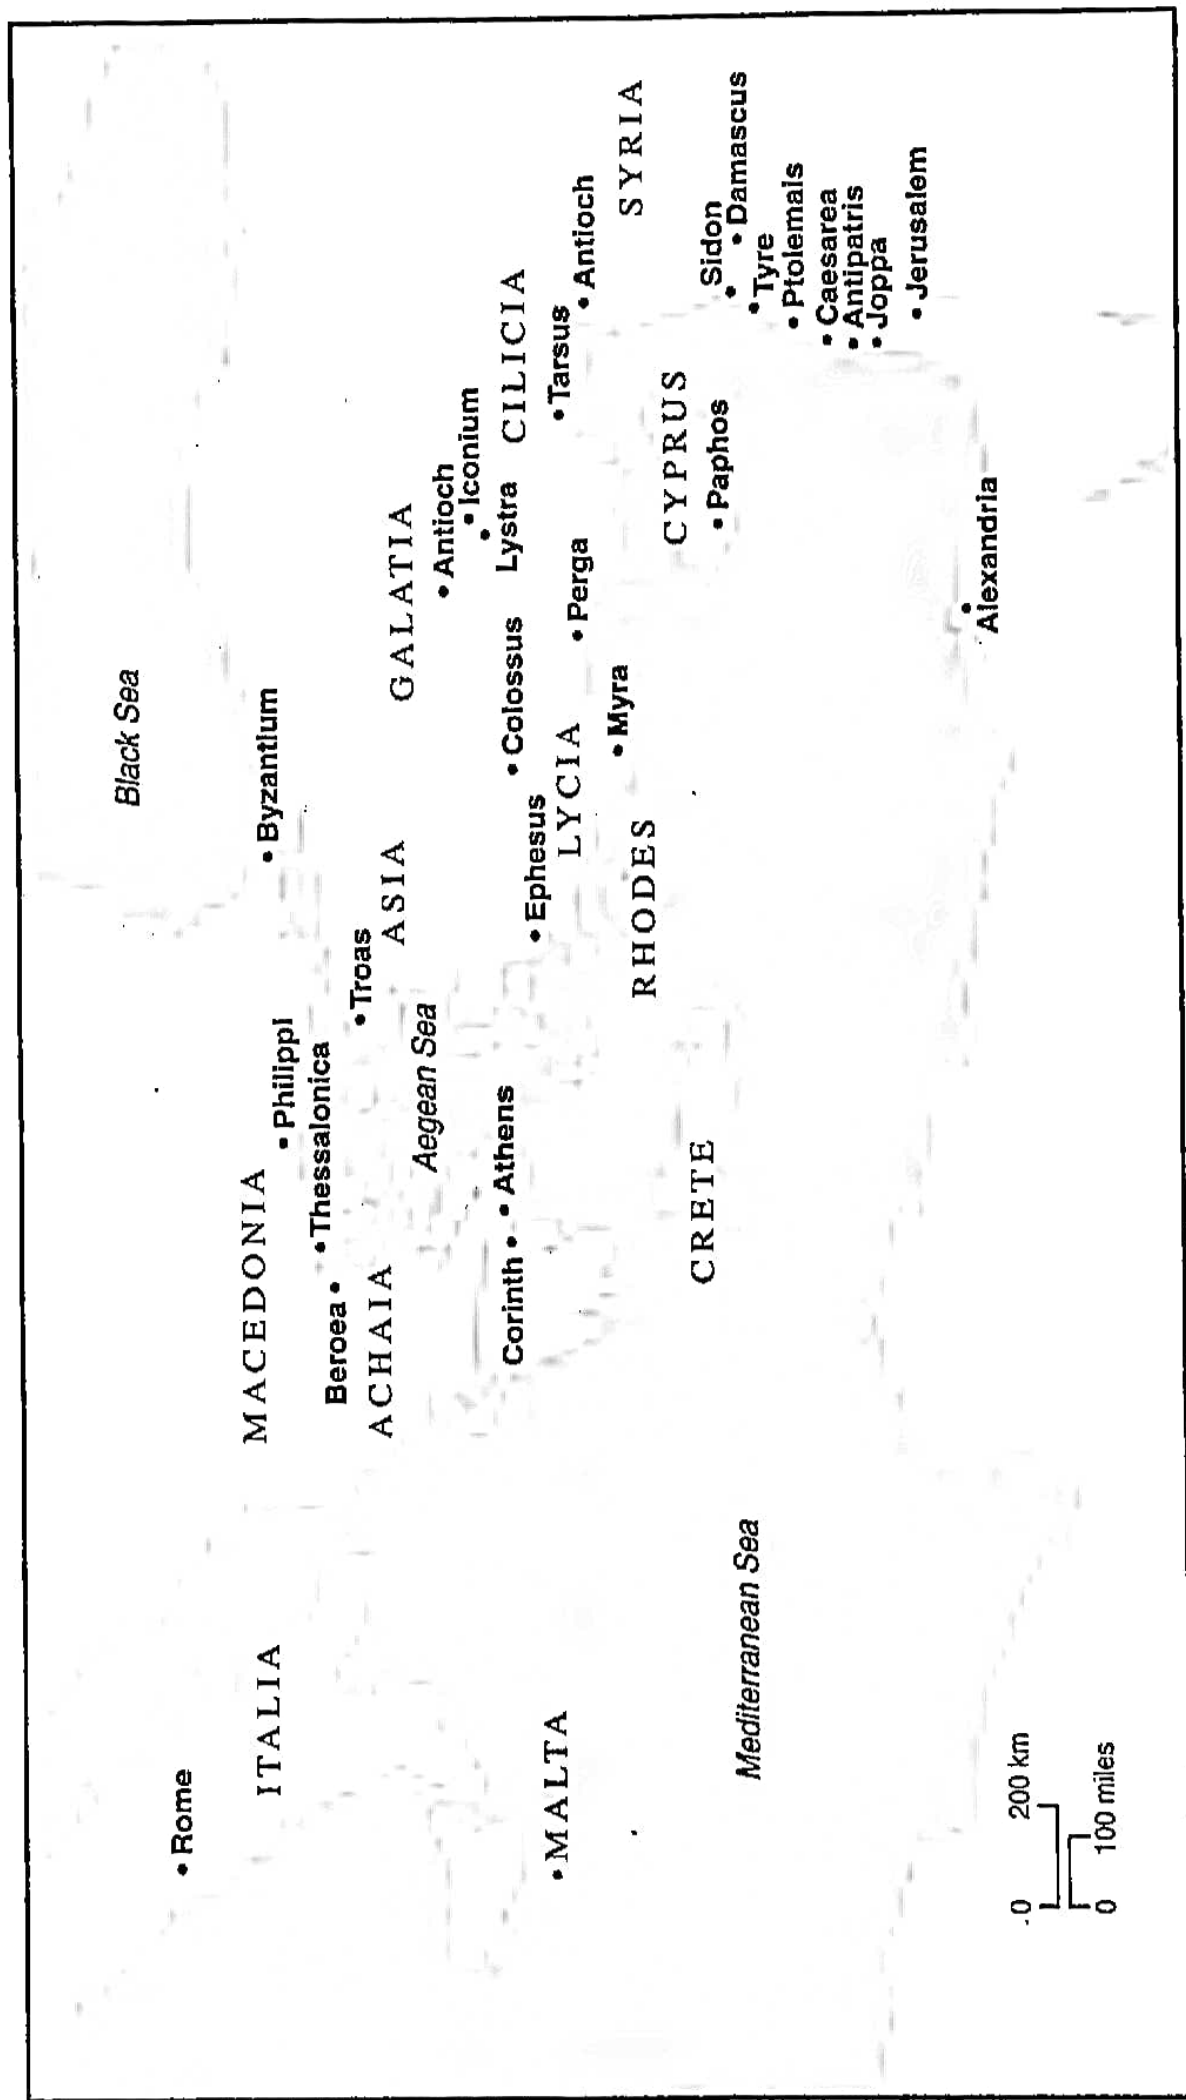 Black Sea
• Rome
ITALIA
MACEDONIA
• Philippi
• Byzantium
• Thessalonica
Beroea •
• Troas
ACHAIA
ASIA
GALATIA
Aegean Sea
• Antioch
• Iconium
Corinth •
• Athens
• Colossus
Lystra
CILICIA
• Ephesus
• Tarsus
• MALTA
LYCIA
• Perga
• Antioch
• Myra
SYRIA
RHODES
CYPRUS
CRETE
• Paphos
Sidon
• Damascus
Mediterranean Sea
• Tyre
• Ptolemais
• Caesarea
• Antipatris
• Joppa
• Jerusalem
Alexandria
0 200 km
0 100 miles